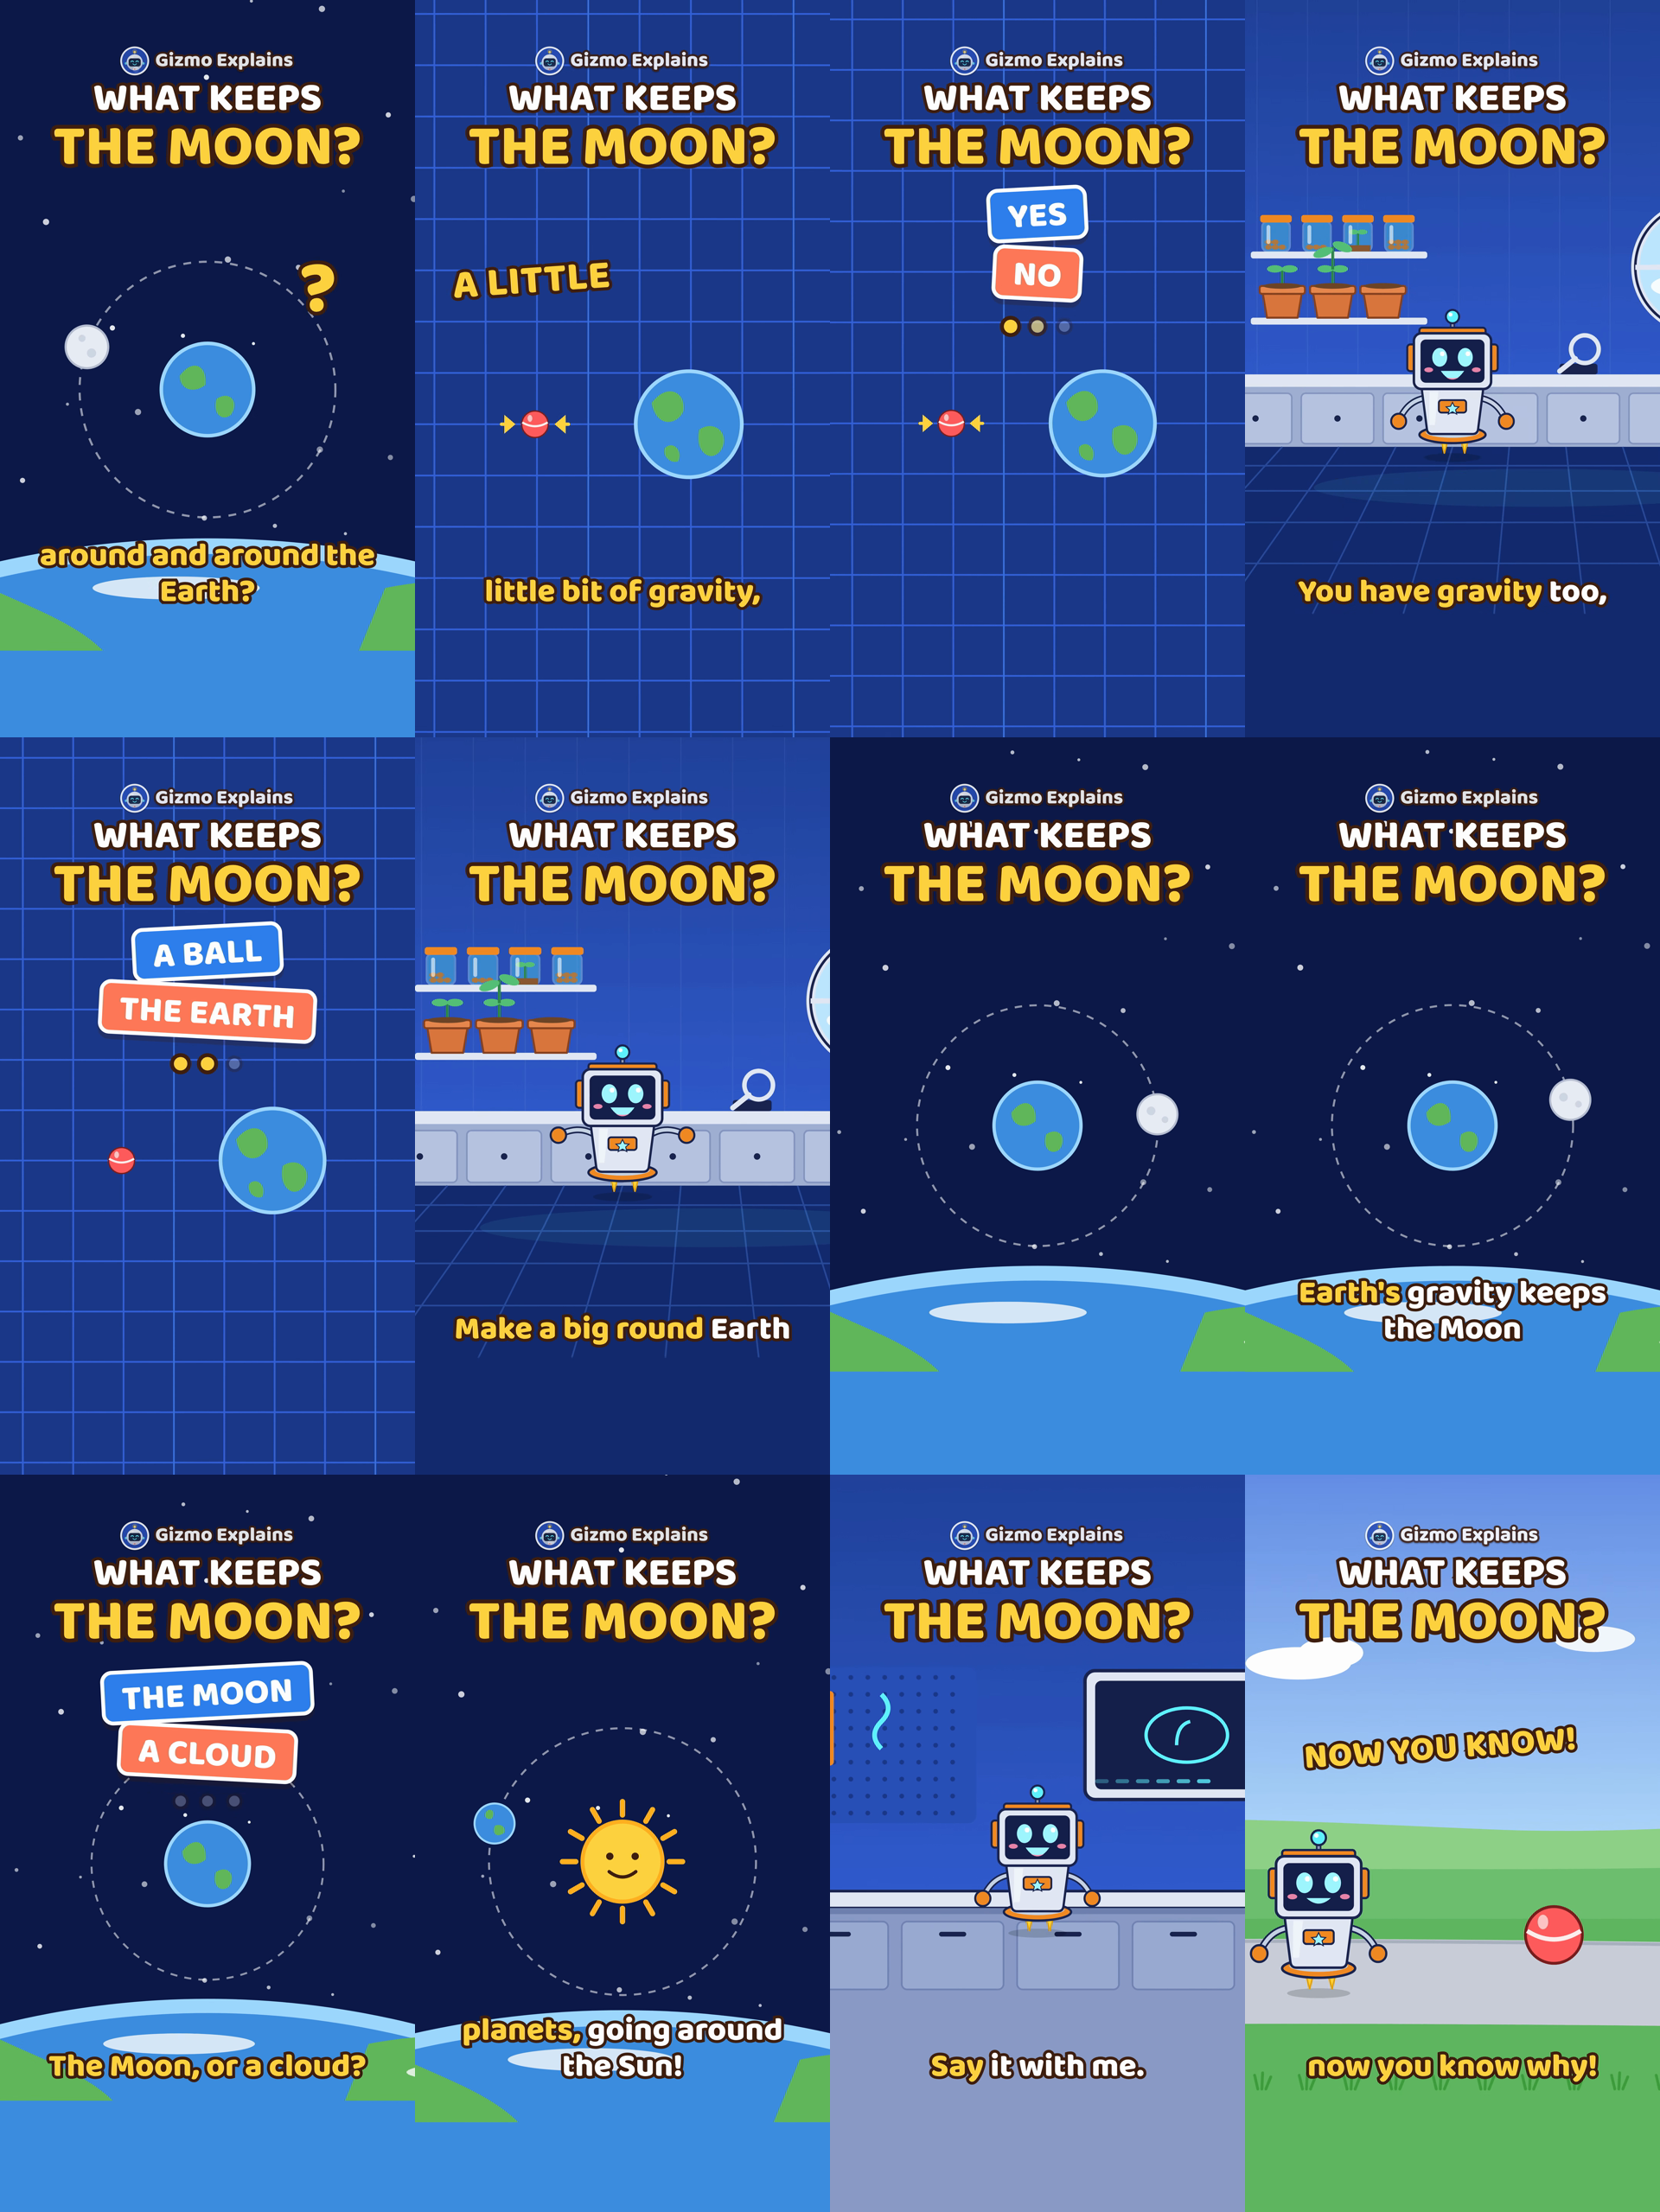 Gizmo Explains
WHAT KEEPS
THE MOON?
?
around and around the
Earth?
Gizmo Explains
WHAT KEEPS
THE MOON?
A LITTLE
little bit of gravity,
Gizmo Explains
WHAT KEEPS
THE MOON?
YES
NO
Gizmo Explains
WHAT KEEPS
THE MOON?
You have gravity too,
Gizmo Explains
WHAT KEEPS
THE MOON?
A BALL
THE EARTH
Gizmo Explains
WHAT KEEPS
THE MOON?
Make a big round Earth
Gizmo Explains
WHAT KEEPS
THE MOON?
Gizmo Explains
WHAT KEEPS
THE MOON?
Earth's gravity keeps
the Moon
Gizmo Explains
WHAT KEEPS
THE MOON?
THE MOON
A CLOUD
The Moon, or a cloud?
Gizmo Explains
WHAT KEEPS
THE MOON?
planets, going around
the Sun!
Gizmo Explains
WHAT KEEPS
THE MOON?
Say it with me.
Gizmo Explains
WHAT KEEPS
THE MOON?
NOW YOU KNOW!
now you know why!